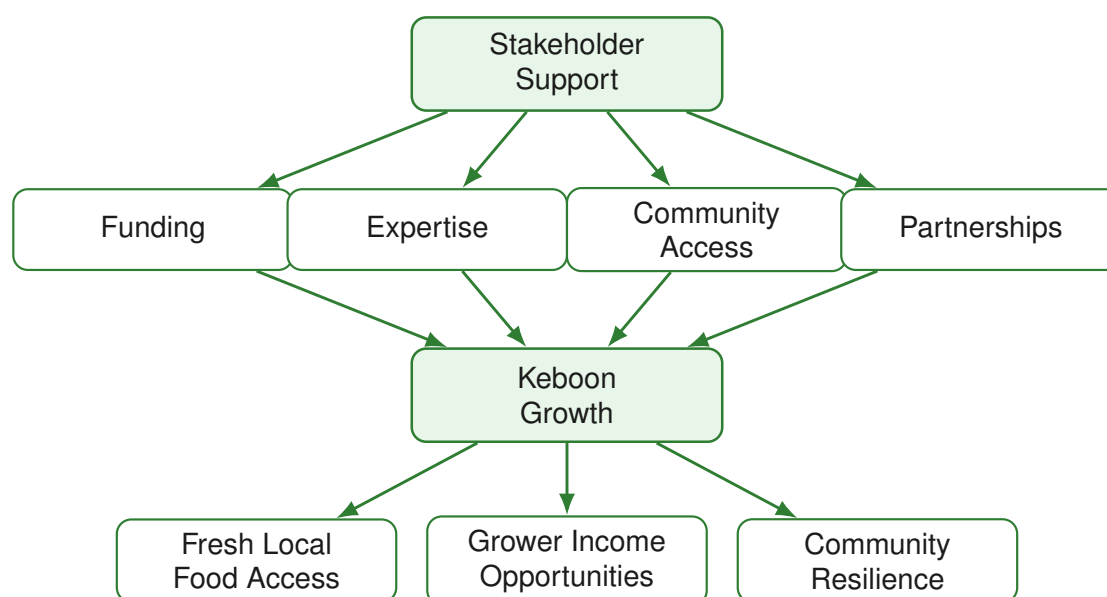 Stakeholder
Support
Funding
Expertise
Community
Access
Partnerships
Keboon
Growth
Fresh Local
Food Access
Grower Income
Opportunities
Community
Resilience